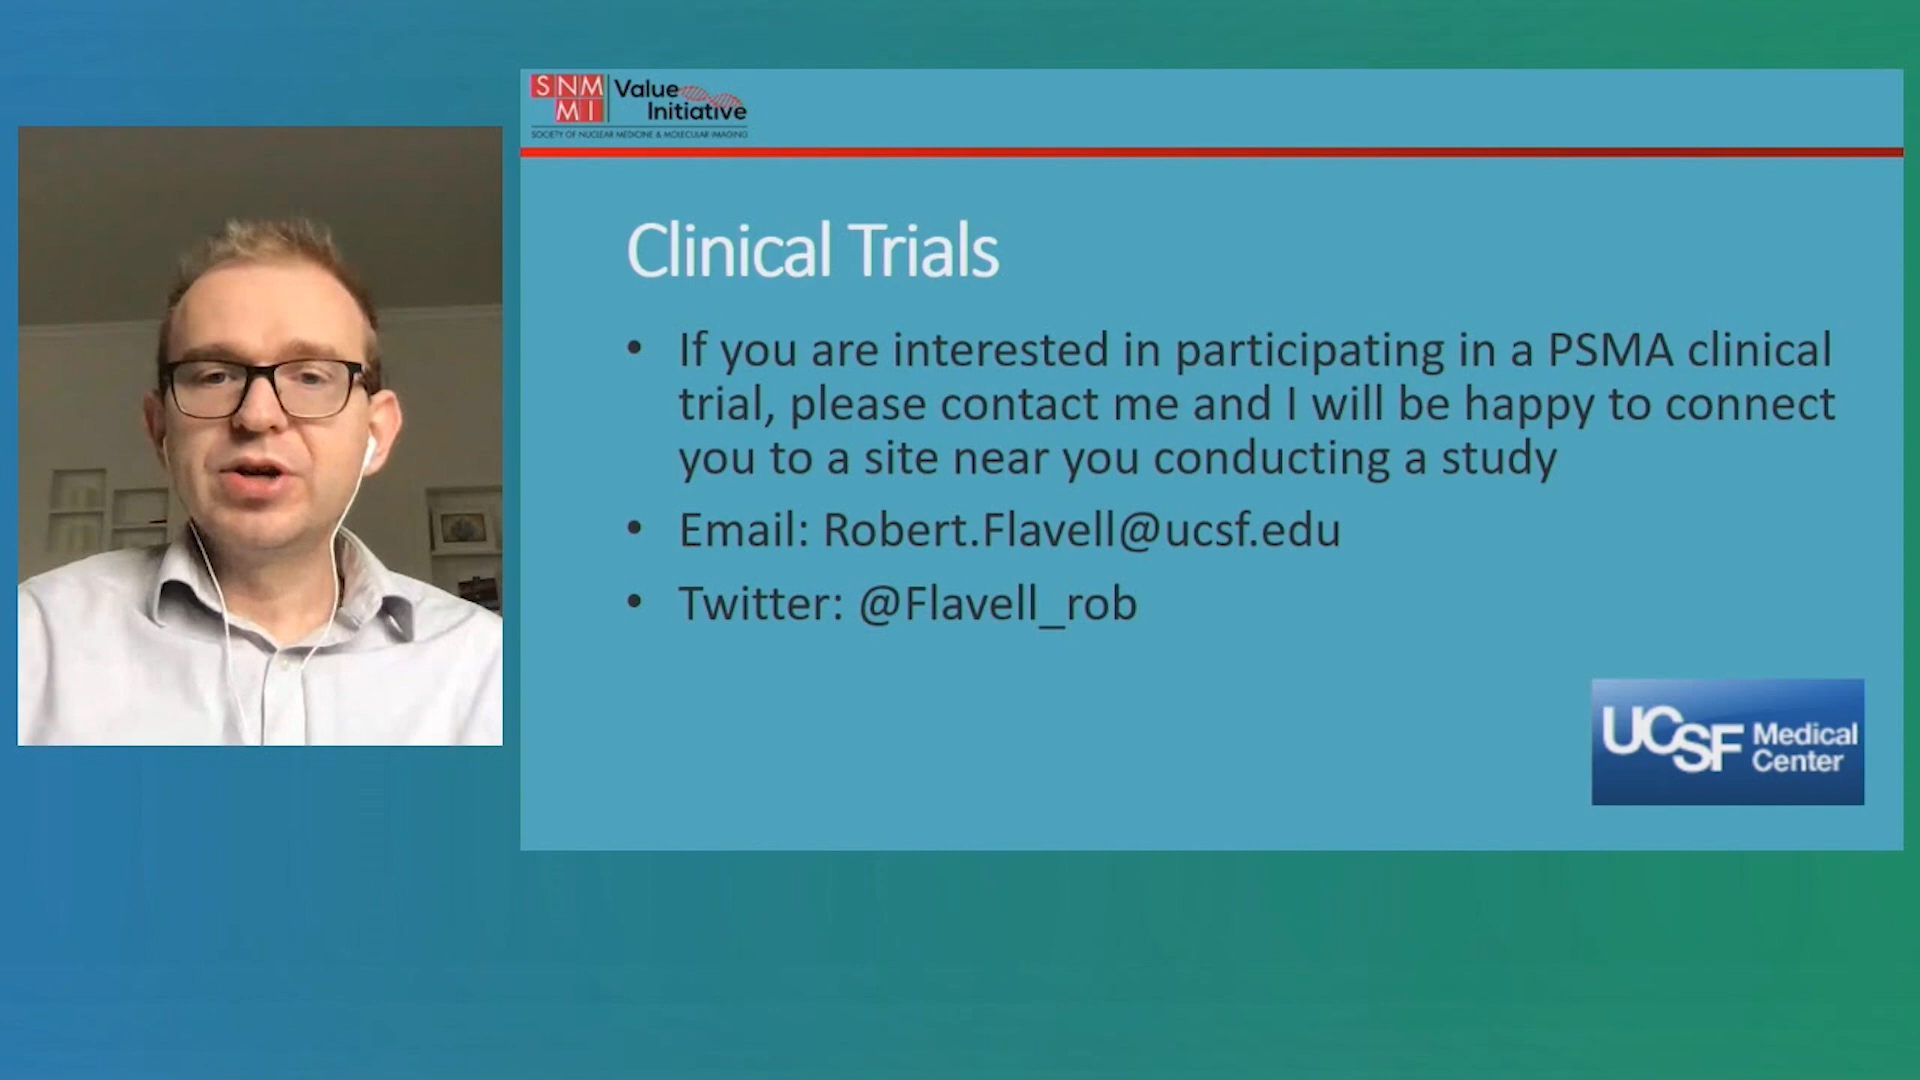 SNM
MI
Value
Initiative
SOCIETY OF NUCLEAR MEDICINE & MOLECULAR IMAGING
Clinical Trials
• If you are interested in participating in a PSMA clinical
trial, please contact me and I will be happy to connect
you to a site near you conducting a study
• Email: Robert.Flavell@ucsf.edu
• Twitter: @Flavell_rob
UCSF Medical
Center